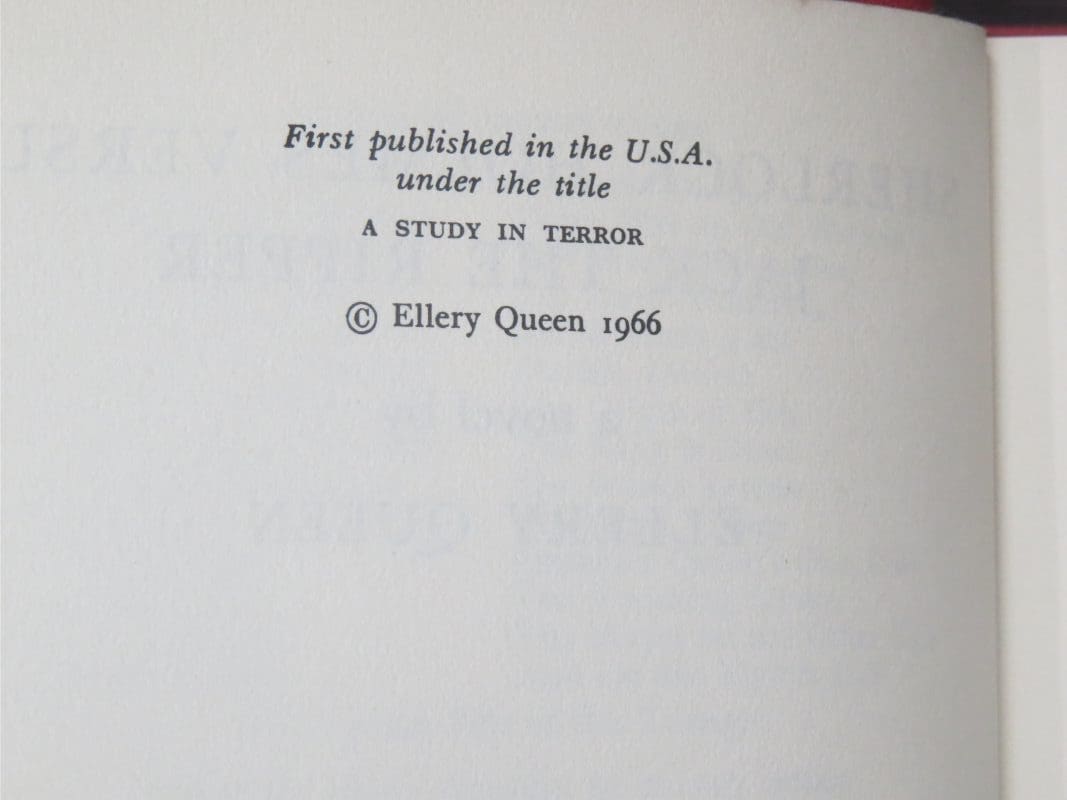 First published in the U.S.A.
under the title
A STUDY IN TERROR
© Ellery Queen 1966